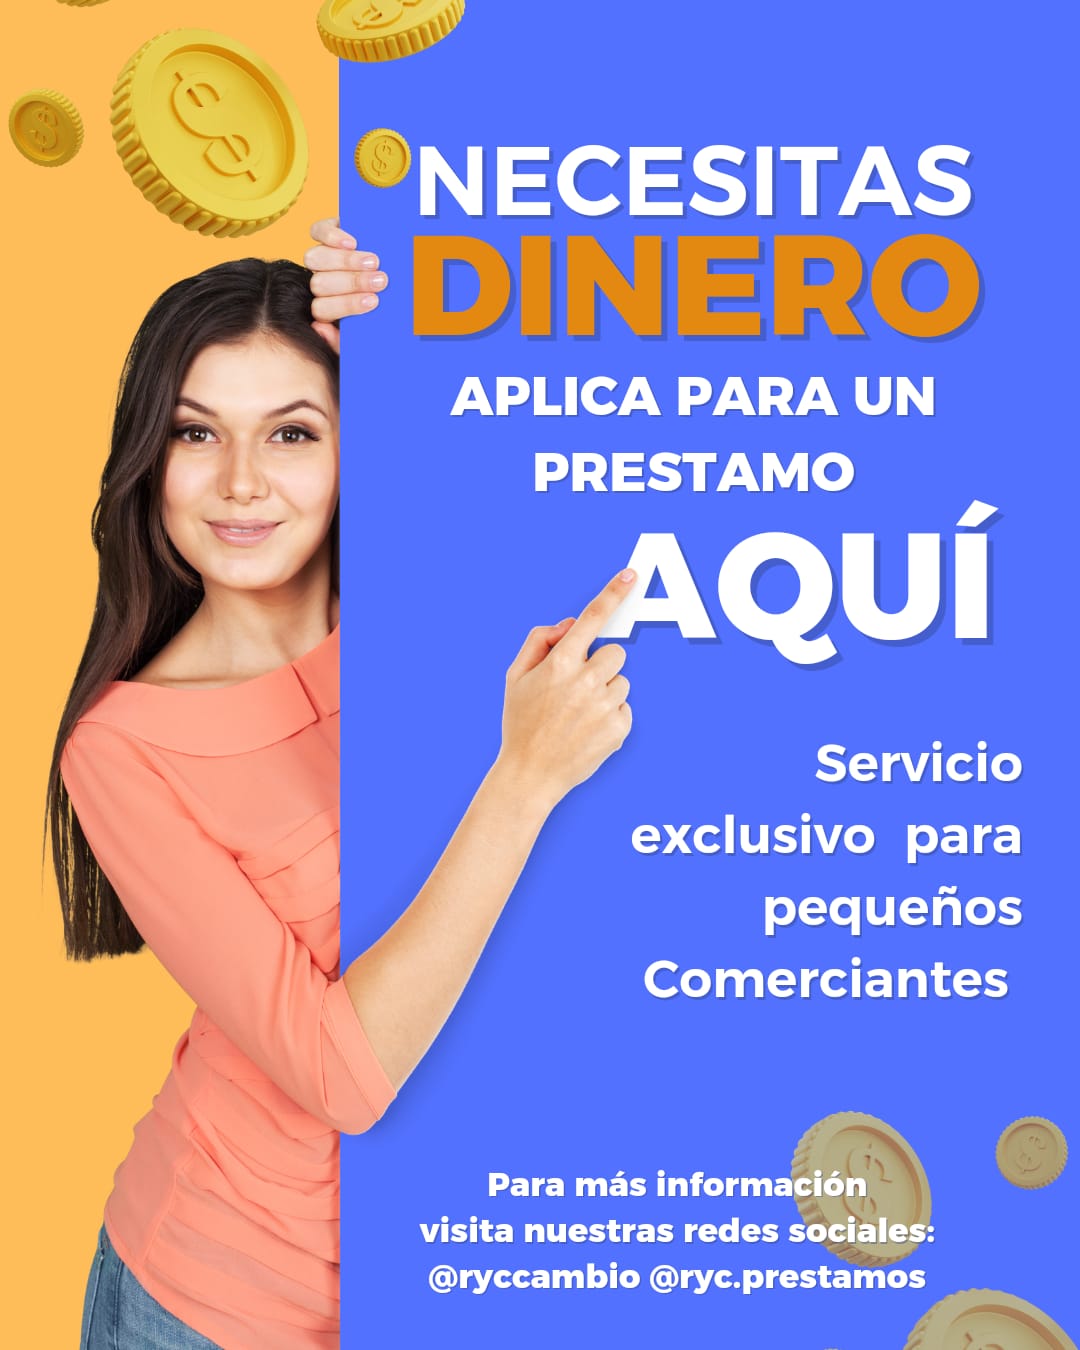 NECESITAS
DINERO
APLICA PARA UN
PRESTAMO
AQUÍ
Servicio
exclusivo para
pequeños
Comerciantes
Para más información
visita nuestras redes sociales:
@ryccambio @ryc.prestamos